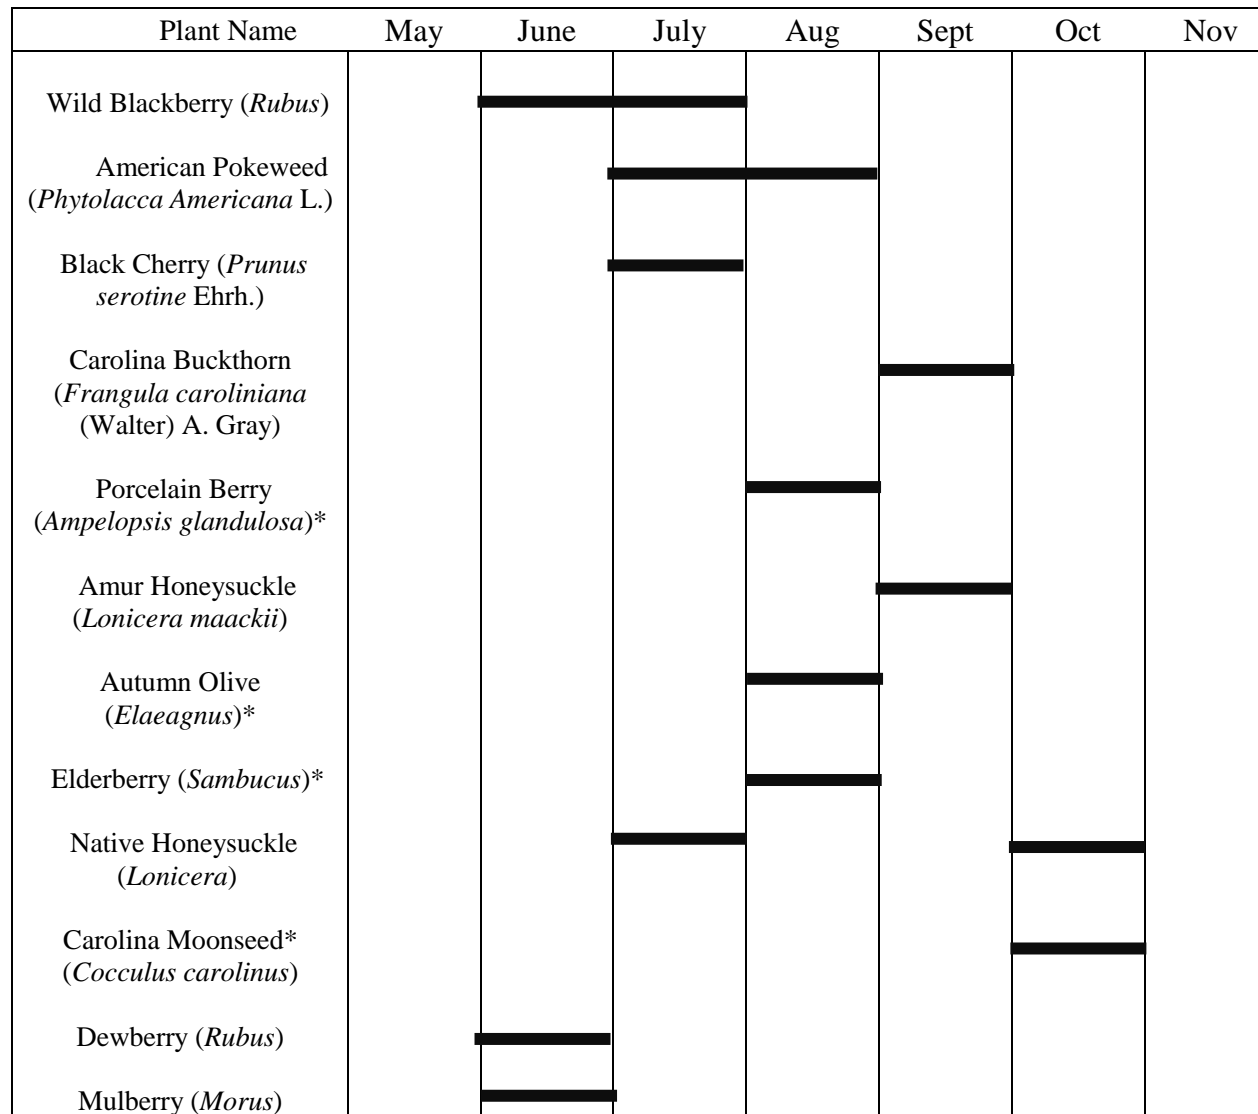 Plant Name May June July Aug Sept Oct Nov
Wild Blackberry (Rubus)
American Pokeweed
(Phytolacca Americana L.)
Black Cherry (Prunus
serotine Ehrh.)
Carolina Buckthorn
(Frangula caroliniana
(Walter) A. Gray)
Porcelain Berry
(Ampelopsis glandulosa)*
Amur Honeysuckle
(Lonicera maackii)
Autumn Olive
(Elaeagnus)*
Elderberry (Sambucus)*
Native Honeysuckle
(Lonicera)
Carolina Moonseed*
(Cocculus carolinus)
Dewberry (Rubus)
Mulberry (Morus)